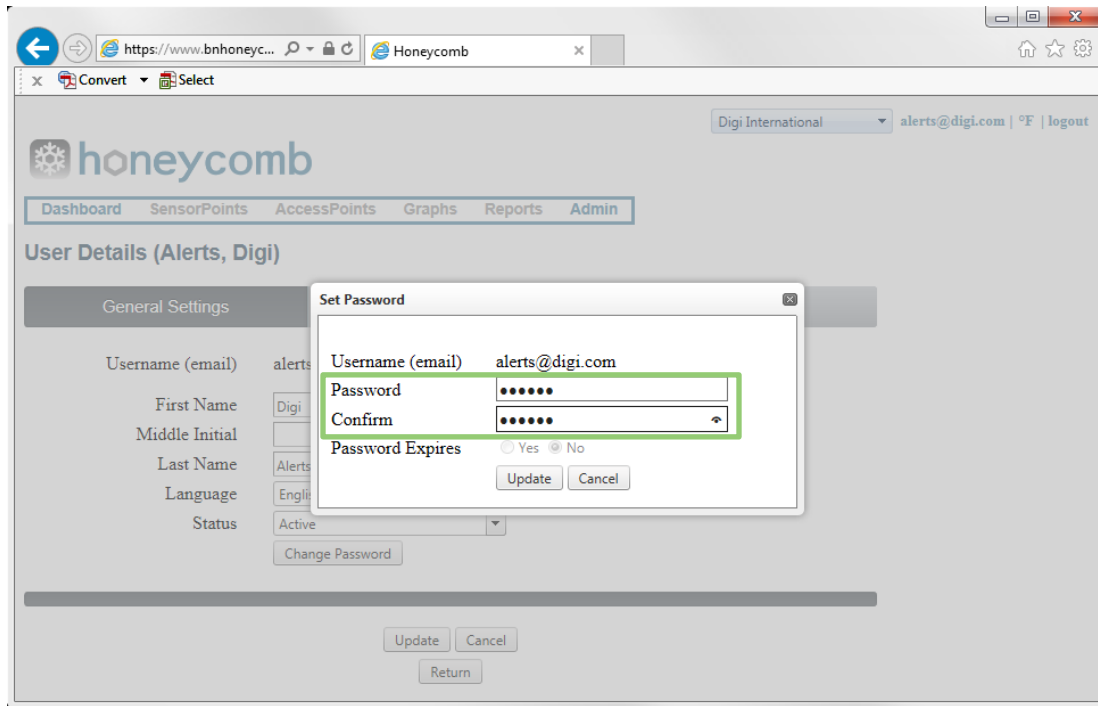 https://www.bnhoneyc...
Honeycomb
Convert
Select
Digi International alerts@digi.com | °F | logout
honeycomb
Dashboard SensorPoints AccessPoints Graphs Reports Admin
User Details (Alerts, Digi)
General Settings
Set Password
Username (email) alerts
Username (email) alerts@digi.com
Password ••••••
Confirm ••••••
Password Expires Yes No
Update Cancel
First Name Digi
Middle Initial
Last Name Alerts
Language Englis
Status Active
Change Password
Update Cancel
Return